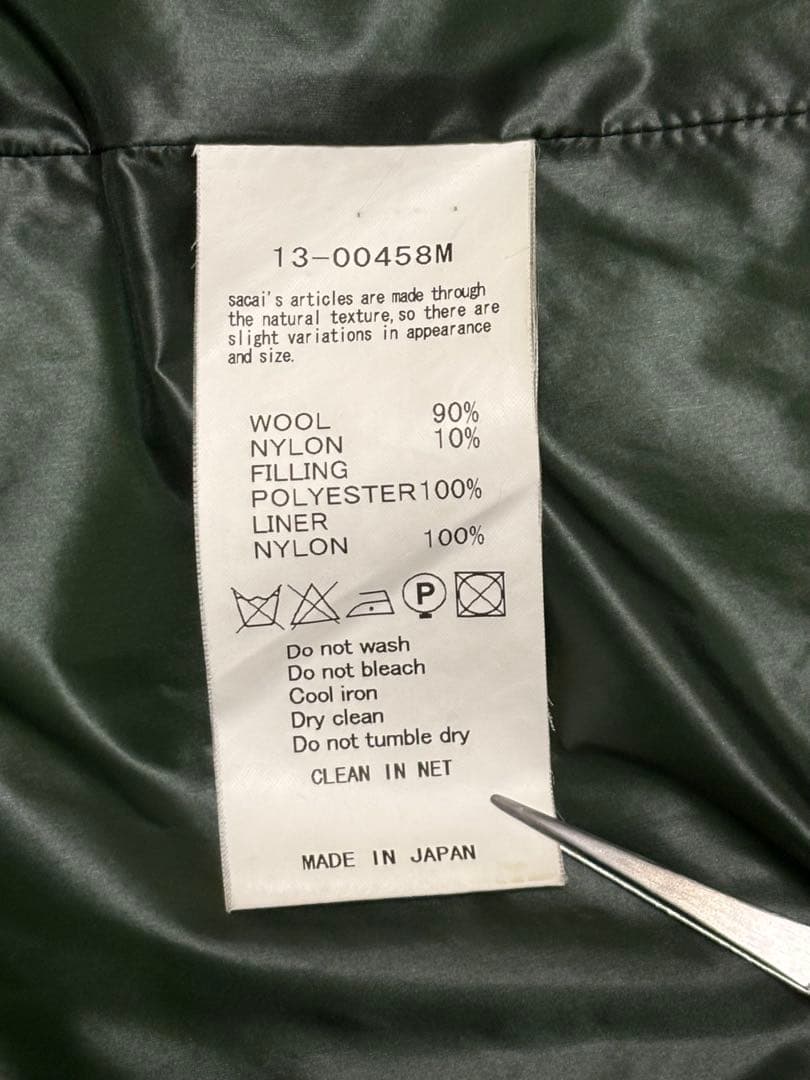 13-00458M
sacai's articles are made through
the natural texture, so there are
slight variations in appearance
and size.
WOOL 90%
NYLON 10%
FILLING
POLYESTER 100%
LINER
NYLON 100%
P
Do not wash
Do not bleach
Cool iron
Dry clean
Do not tumble dry
CLEAN IN NET
MADE IN JAPAN